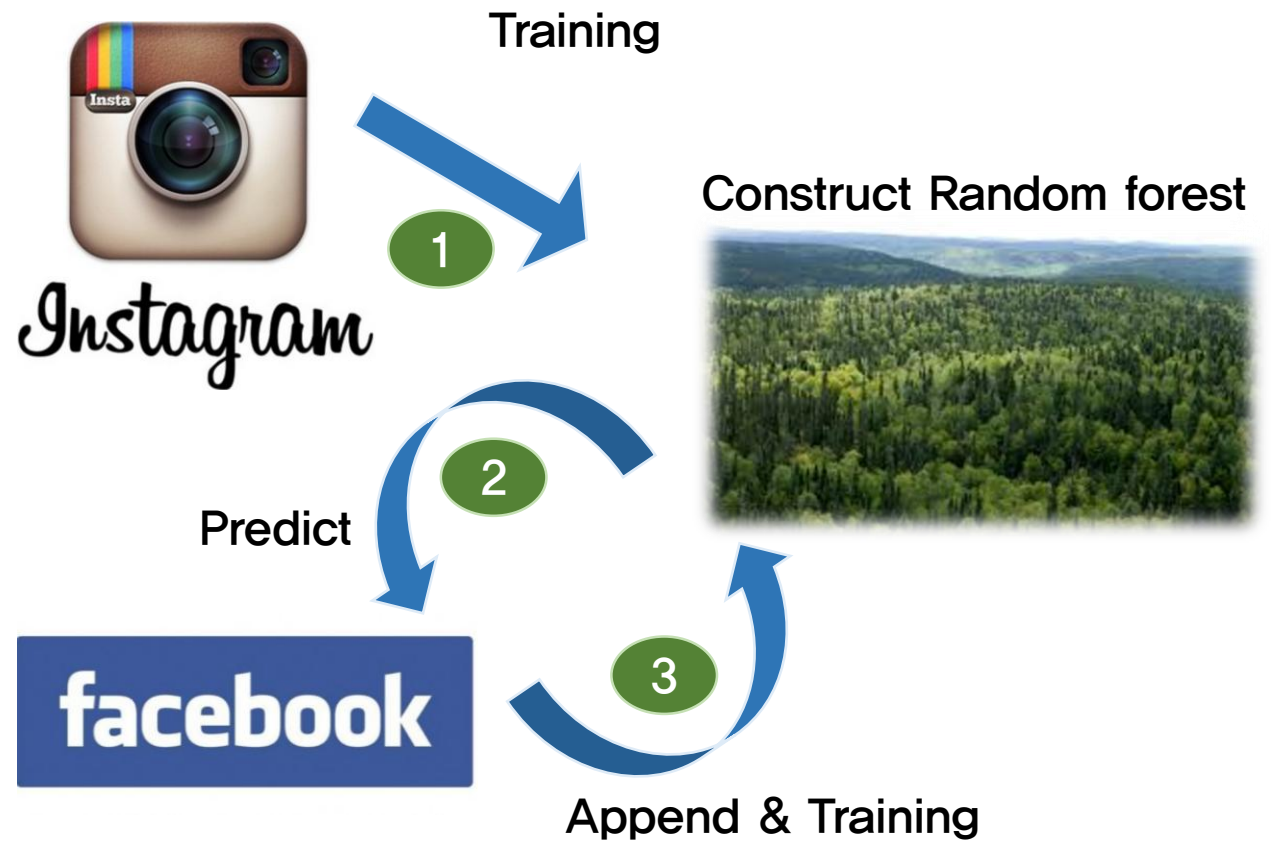 Training
Insta
Instagram
1
Construct Random forest
2
Predict
3
facebook
Append & Training